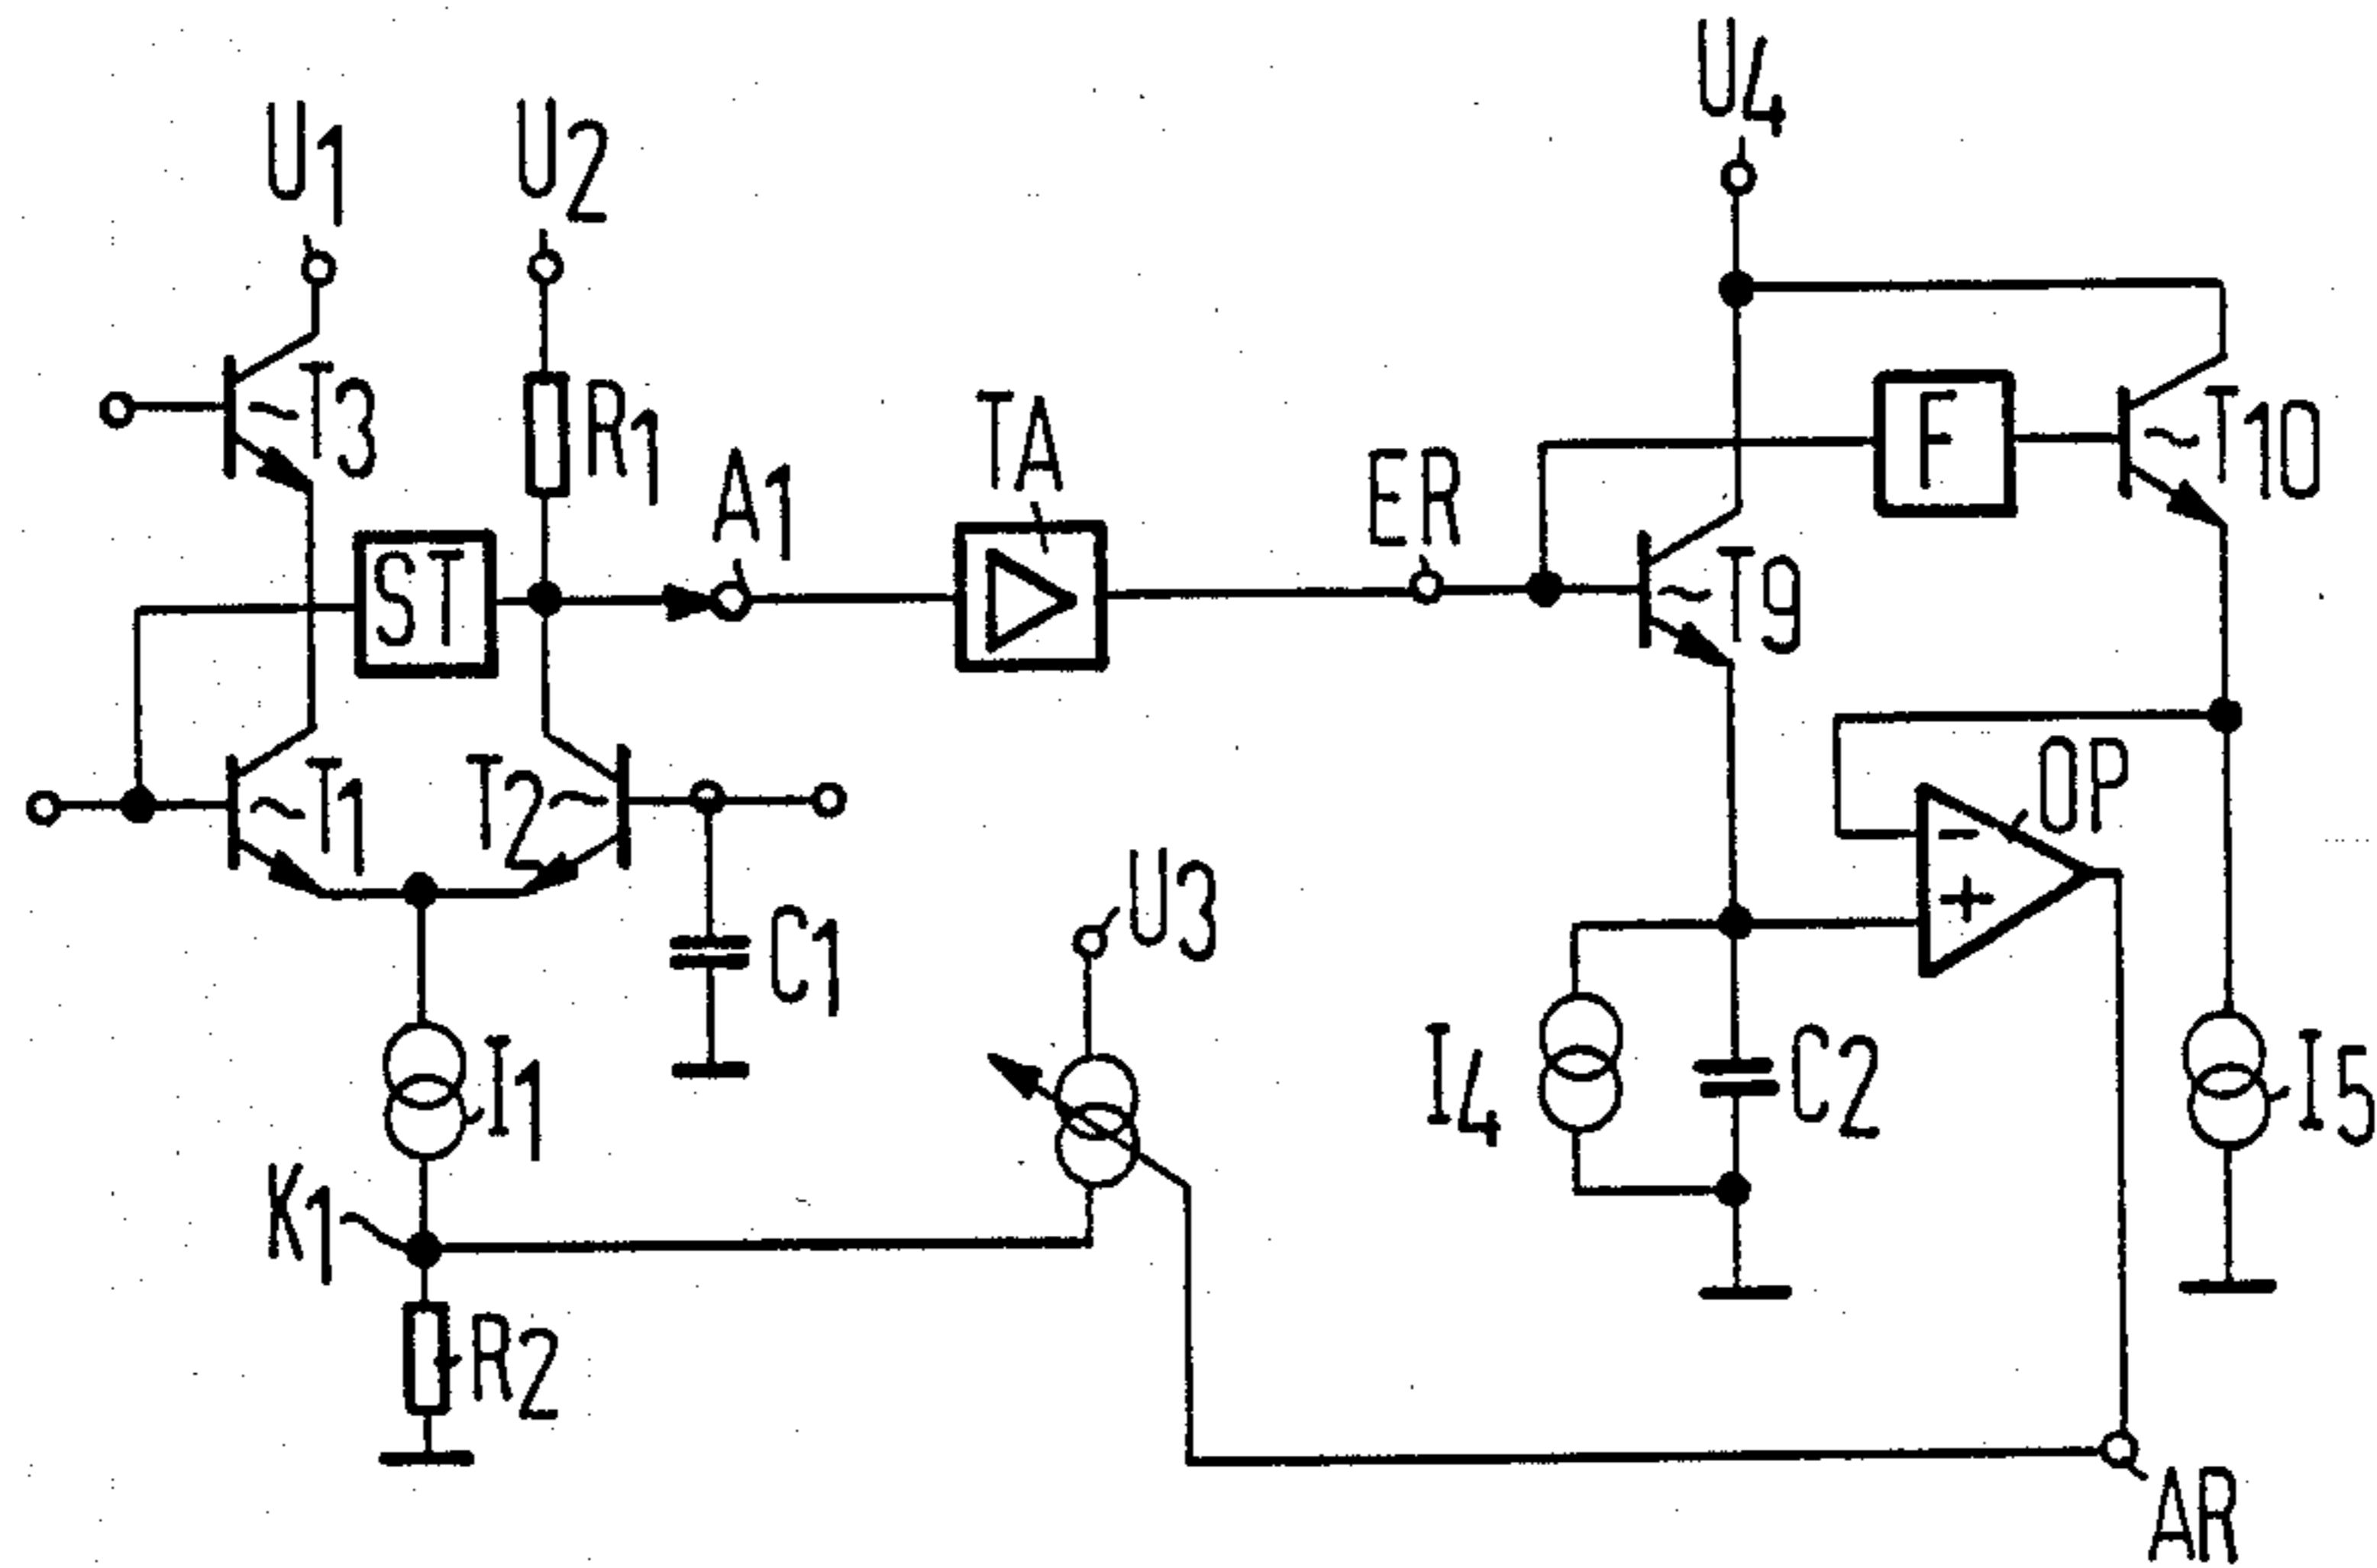 U4
U1
U2
T3
R1
A1
TA
ER
F
T10
ST
T9
T1
T2
OP
−
+
C1
U3
I1
I4
C2
I5
K1
R2
AR